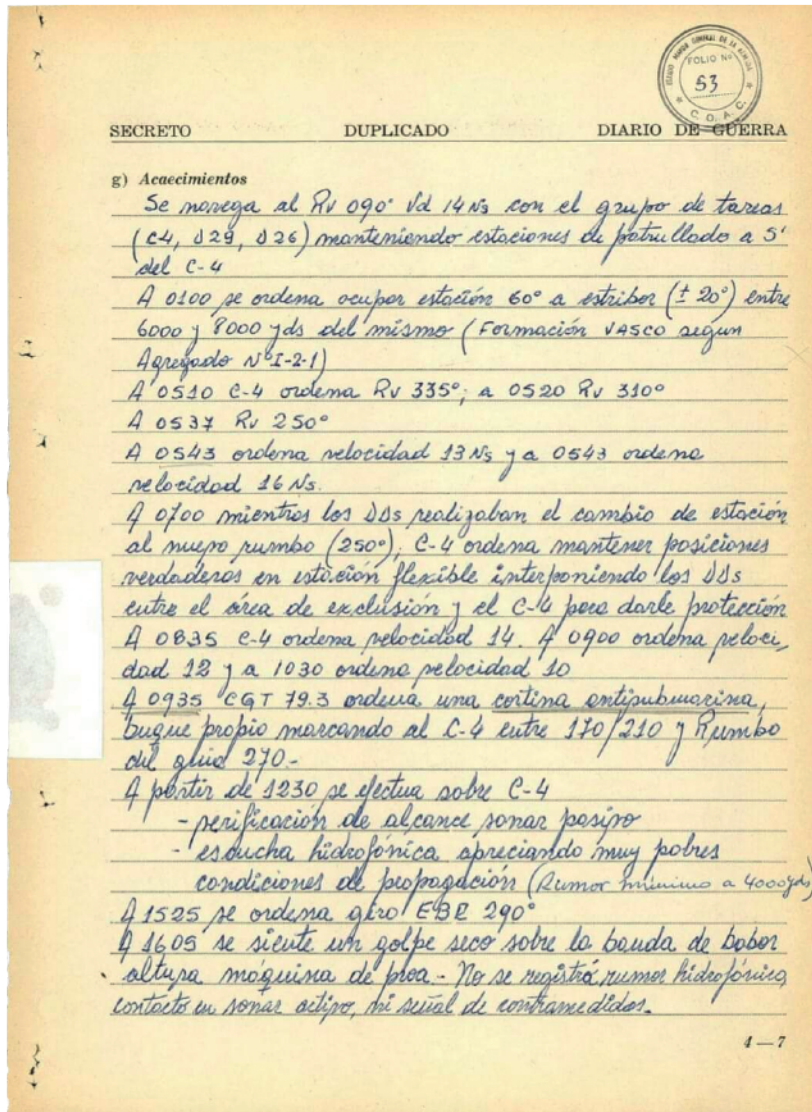 ESTADO MAYOR GENERAL DE LA ARMADA
FOLIO Nº
53
★ C. O. A. C. ★
SECRETO DUPLICADO DIARIO DE GUERRA
g) Acaecimientos
Se navega al Rv 090° Vd 14 Ns con el grupo de tareas
(C4, D29, D26) manteniendo estaciones de patrullado a 5'
del C-4
A 0100 se ordena ocupar estación 60° a estribor (± 20°) entre
6000 y 8000 yds del mismo (Formación VASCO segun
Agregado Nº I-2-1)
A 0510 C-4 ordena Rv 335°; a 0520 Rv 310°
A 0537 Rv 250°
A 0543 ordena velocidad 13 Ns y a 0543 ordena
velocidad 16 Ns.
A 0700 mientras los DDs realizaban el cambio de estación
al nuevo rumbo (250°), C-4 ordena mantener posiciones
verdaderas en estación flexible interponiendo los DDs
entre el área de exclusión y el C-4 para darle protección
A 0835 C-4 ordena velocidad 14. A 0900 ordena veloci-
dad 12 y a 1030 ordena velocidad 10
A 0935 CGT 79.3 ordena una cortina antisubmarina,
buque propio marcando al C-4 entre 170/210 y Rumbo
del guia 270.-
A partir de 1230 se efectua sobre C-4
- verificación de alcance sonar pasivo
- escucha hidrofónica apreciando muy pobres
condiciones de propagación (Rumor mínimo a 4000 yds)
A 1525 se ordena giro EBR 290°
A 1605 se siente un golpe seco sobre la banda de babor
altura máquina de proa.- No se registró rumor hidrofónico,
contacto en sonar activo, ni señal de contramedidas.
4 — 7